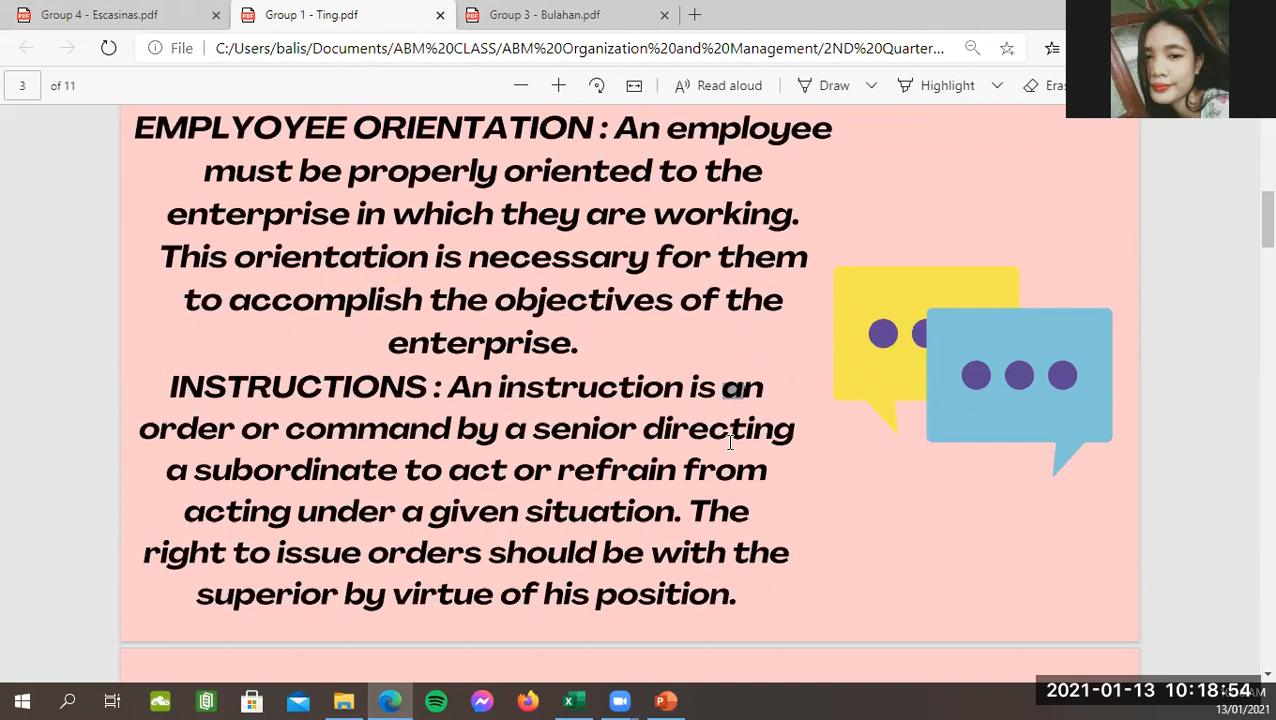 Group 4 - Escasinas.pdf
Group 1 - Ting.pdf
Group 3 - Bulahan.pdf
File
C:/Users/balis/Documents/ABM%20CLASS/ABM%20Organization%20and%20Management/2ND%20Quarter...
3 of 11
Read aloud
Draw
Highlight
EMPLYOYEE ORIENTATION : An employee
must be properly oriented to the
enterprise in which they are working.
This orientation is necessary for them
to accomplish the objectives of the
enterprise.
INSTRUCTIONS : An instruction is an
order or command by a senior directing
a subordinate to act or refrain from
acting under a given situation. The
right to issue orders should be with the
superior by virtue of his position.
2021-01-13 10:18:54
13/01/2021